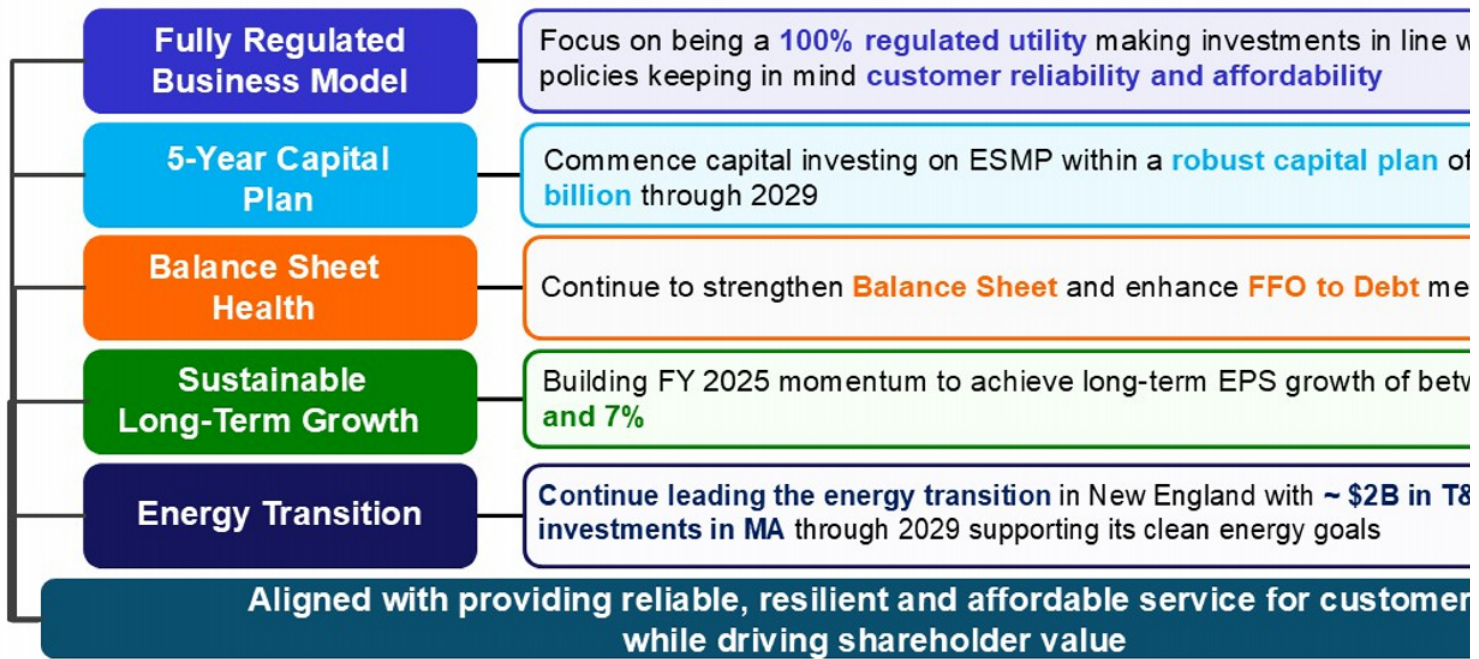 Fully Regulated
Business Model
Focus on being a 100% regulated utility making investments in line
policies keeping in mind customer reliability and affordability
5-Year Capital
Plan
Commence capital investing on ESMP within a robust capital plan of
billion through 2029
Balance Sheet
Health
Continue to strengthen Balance Sheet and enhance FFO to Debt
Sustainable
Long-Term Growth
Building FY 2025 momentum to achieve long-term EPS growth of
and 7%
Energy Transition
Continue leading the energy transition in New England with ~ $2B in
investments in MA through 2029 supporting its clean energy goals
Aligned with providing reliable, resilient and affordable service for
while driving shareholder value